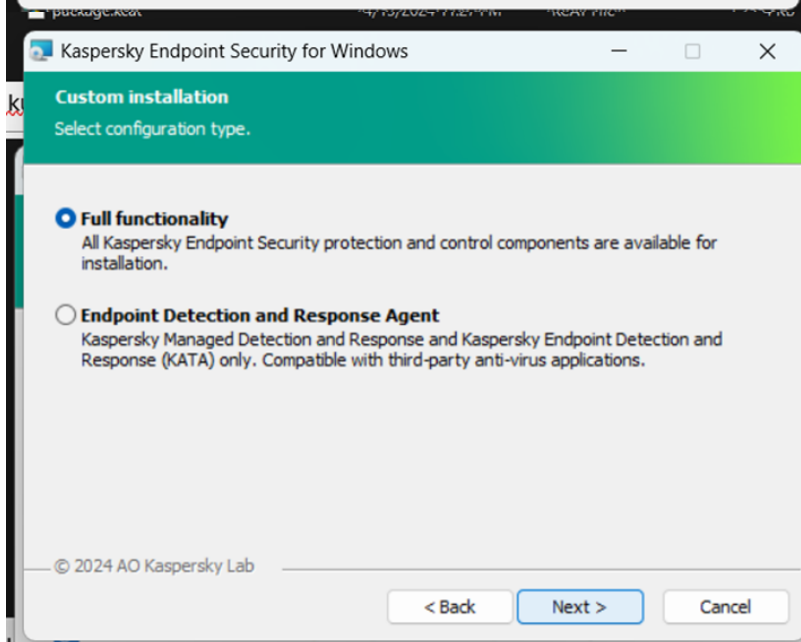 Kaspersky Endpoint Security for Windows
Custom installation
Select configuration type.
Full functionality
All Kaspersky Endpoint Security protection and control components are available for
installation.
Endpoint Detection and Response Agent
Kaspersky Managed Detection and Response and Kaspersky Endpoint Detection and
Response (KATA) only. Compatible with third-party anti-virus applications.
© 2024 AO Kaspersky Lab
< Back
Next >
Cancel